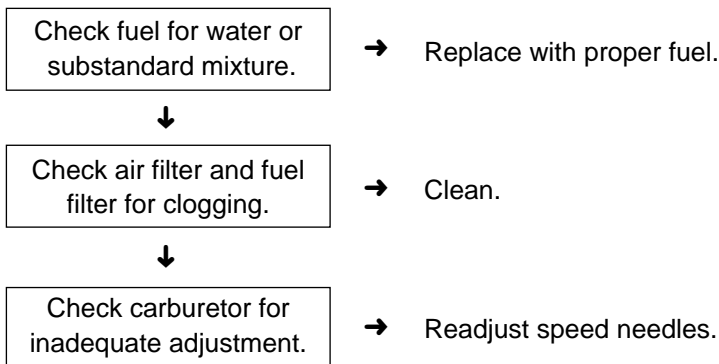 Check fuel for water or
substandard mixture.
Replace with proper fuel.
Check air filter and fuel
filter for clogging.
Clean.
Check carburetor for
inadequate adjustment.
Readjust speed needles.